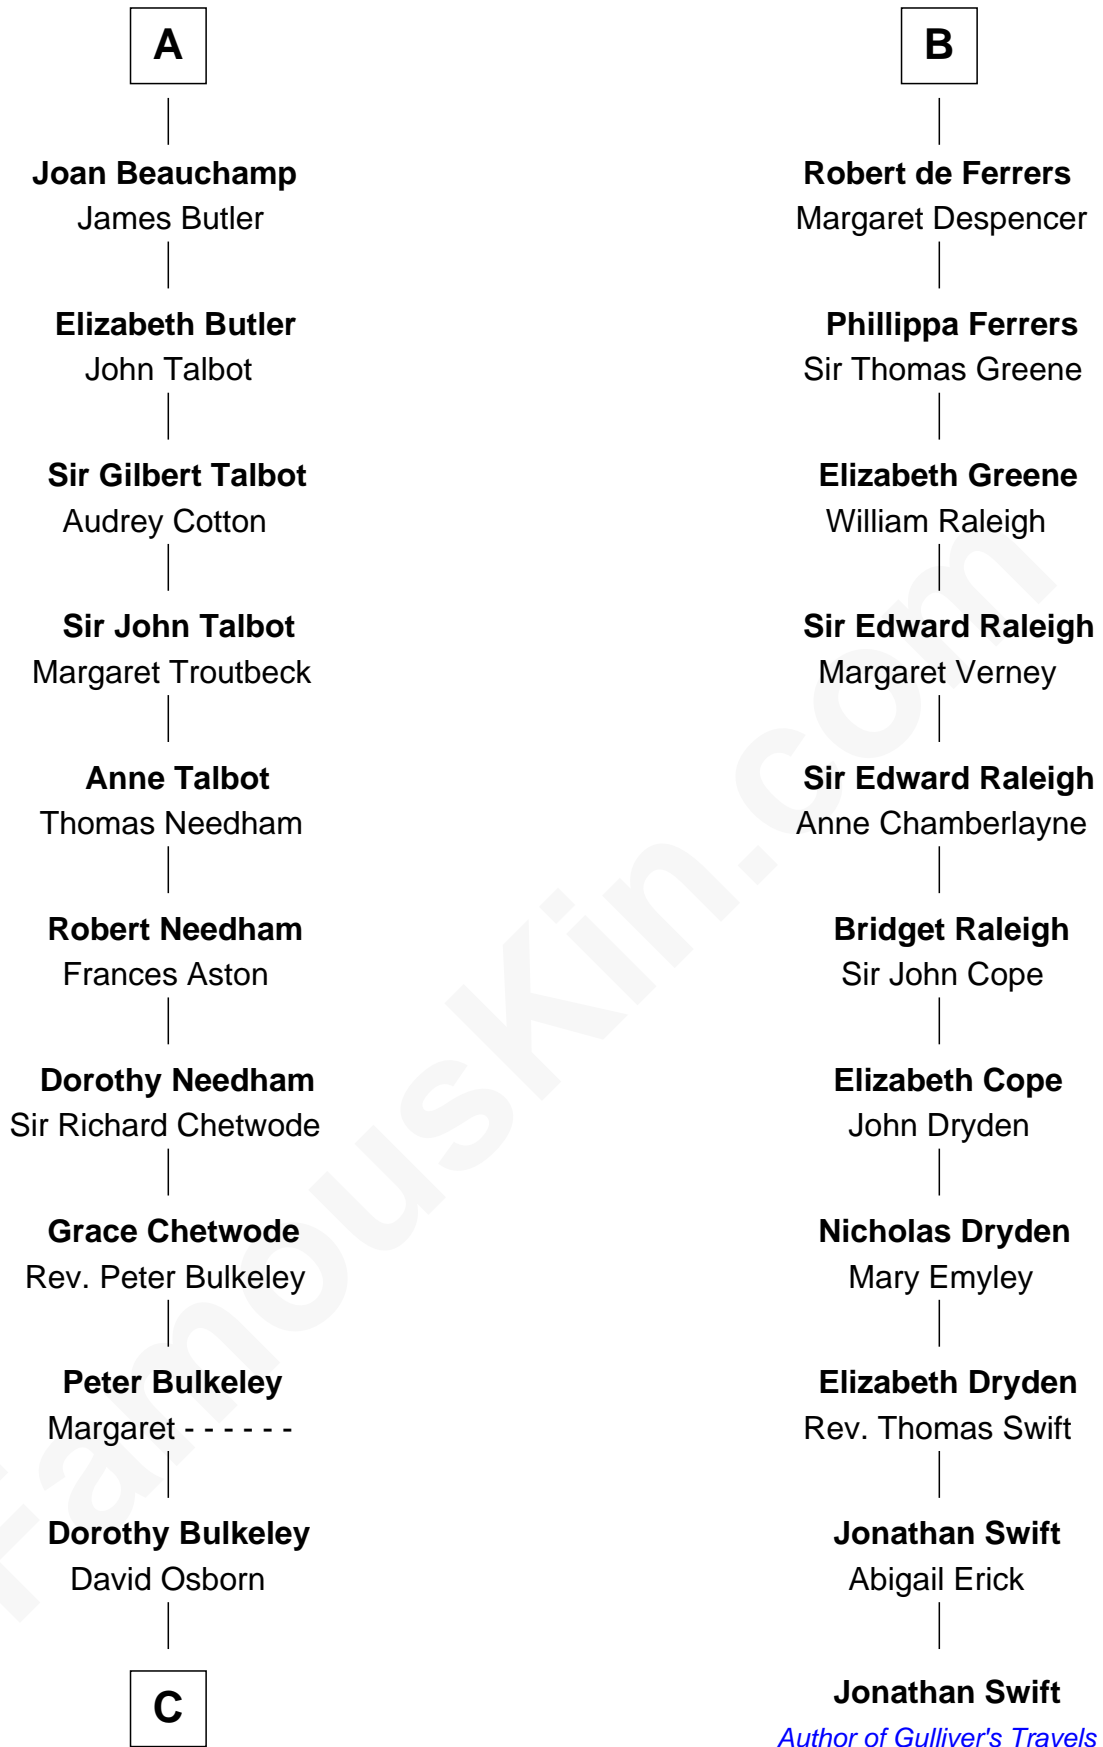 A
Joan Beauchamp
James Butler
Elizabeth Butler
John Talbot
Sir Gilbert Talbot
Audrey Cotton
Sir John Talbot
Margaret Troutbeck
Anne Talbot
Thomas Needham
Robert Needham
Frances Aston
Dorothy Needham
Sir Richard Chetwode
Grace Chetwode
Rev. Peter Bulkeley
Peter Bulkeley
Margaret - - - - - -
Dorothy Bulkeley
David Osborn
C
B
Robert de Ferrers
Margaret Despencer
Phillippa Ferrers
Sir Thomas Greene
Elizabeth Greene
William Raleigh
Sir Edward Raleigh
Margaret Verney
Sir Edward Raleigh
Anne Chamberlayne
Bridget Raleigh
Sir John Cope
Elizabeth Cope
John Dryden
Nicholas Dryden
Mary Emyley
Elizabeth Dryden
Rev. Thomas Swift
Jonathan Swift
Abigail Erick
Jonathan Swift
Author of Gulliver's Travels
FamousKin.com